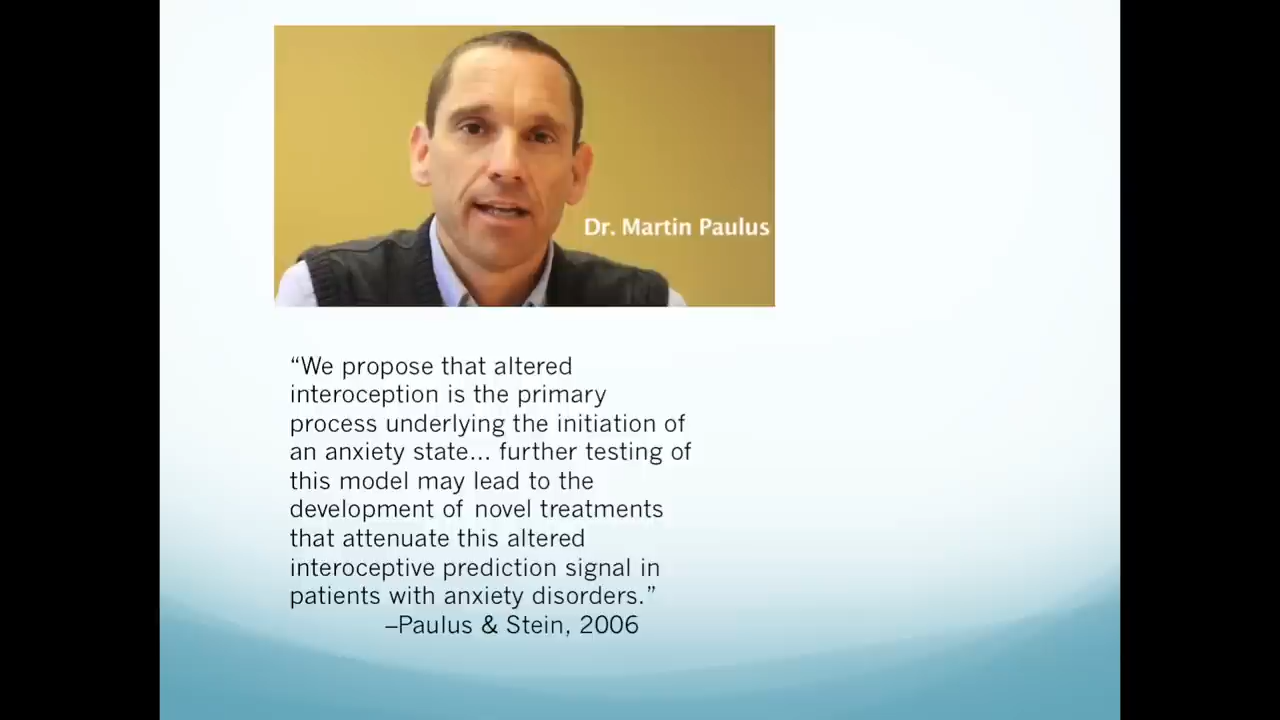 Dr. Martin Paulus
“We propose that altered
interoception is the primary
process underlying the initiation of
an anxiety state... further testing of
this model may lead to the
development of novel treatments
that attenuate this altered
interoceptive prediction signal in
patients with anxiety disorders.”
–Paulus & Stein, 2006